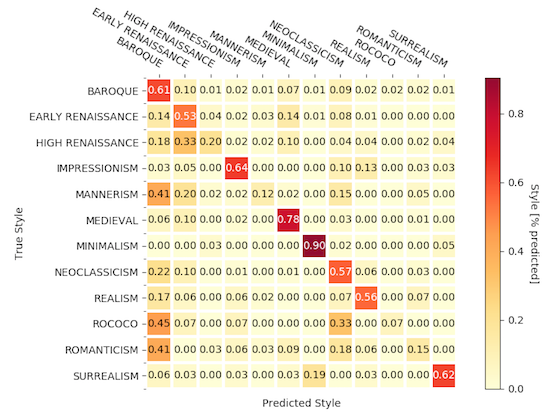 BAROQUE
EARLY RENAISSANCE
HIGH RENAISSANCE
IMPRESSIONISM
MANNERISM
MEDIEVAL
MINIMALISM
NEOCLASSICISM
REALISM
ROCOCO
ROMANTICISM
SURREALISM
BAROQUE 0.61 0.10 0.01 0.02 0.01 0.07 0.01 0.09 0.02 0.02 0.02 0.01
EARLY RENAISSANCE 0.14 0.53 0.04 0.02 0.03 0.14 0.01 0.08 0.01 0.00 0.00 0.00
HIGH RENAISSANCE 0.18 0.33 0.20 0.02 0.02 0.10 0.00 0.04 0.04 0.02 0.00 0.04
IMPRESSIONISM 0.03 0.05 0.00 0.64 0.00 0.00 0.00 0.10 0.13 0.00 0.03 0.03
MANNERISM 0.41 0.20 0.02 0.02 0.12 0.02 0.00 0.15 0.00 0.00 0.05 0.00
MEDIEVAL 0.06 0.10 0.00 0.02 0.00 0.78 0.00 0.03 0.00 0.00 0.01 0.00
MINIMALISM 0.00 0.00 0.03 0.00 0.00 0.00 0.90 0.02 0.00 0.00 0.00 0.05
NEOCLASSICISM 0.22 0.10 0.00 0.01 0.00 0.01 0.00 0.57 0.06 0.00 0.03 0.00
REALISM 0.17 0.06 0.00 0.06 0.02 0.00 0.00 0.07 0.56 0.00 0.07 0.00
ROCOCO 0.45 0.07 0.00 0.07 0.00 0.00 0.00 0.33 0.00 0.07 0.00 0.00
ROMANTICISM 0.41 0.00 0.03 0.06 0.03 0.09 0.00 0.18 0.06 0.00 0.15 0.00
SURREALISM 0.06 0.03 0.00 0.03 0.00 0.03 0.19 0.00 0.03 0.00 0.00 0.62
True Style
Predicted Style
0.8
0.6
0.4
0.2
0.0
Style [% predicted]